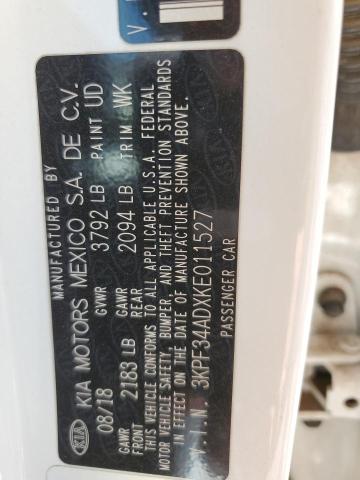 MANUFACTURED BY
KIA KIA MOTORS MEXICO S.A. DE C.V.
08/18 GVWR 3792 LB PAINT UD
GAWR FRONT 2183 LB GAWR REAR 2094 LB TRIM WK
THIS VEHICLE CONFORMS TO ALL APPLICABLE U.S.A. FEDERAL
MOTOR VEHICLE SAFETY, BUMPER, AND THEFT PREVENTION STANDARDS
IN EFFECT ON THE DATE OF MANUFACTURE SHOWN ABOVE.
V.I.N. 3KPF34ADXKE011527
PASSENGER CAR